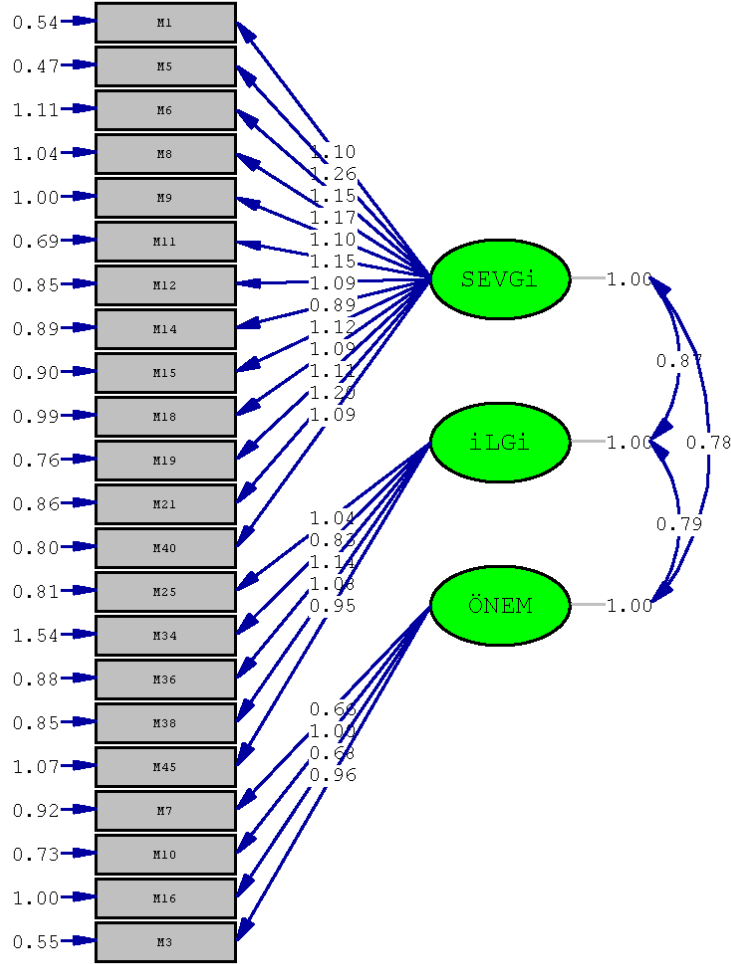 0.54 M1
0.47 M5
1.11 M6
1.04 M8
1.00 M9
0.69 M11
0.85 M12
0.89 M14
0.90 M15
0.99 M18
0.76 M19
0.86 M21
0.80 M40
0.81 M25
1.54 M34
0.88 M36
0.85 M38
1.07 M45
0.92 M7
0.73 M10
1.00 M16
0.55 M3
1.10
1.26
1.15
1.17
1.10
1.15
1.09
0.89
1.12
1.09
1.11
1.20
1.09
1.04
0.83
1.14
1.08
0.95
0.66
1.00
0.68
0.96
SEVGi 1.00
iLGi 1.00
ÖNEM 1.00
0.87
0.78
0.79